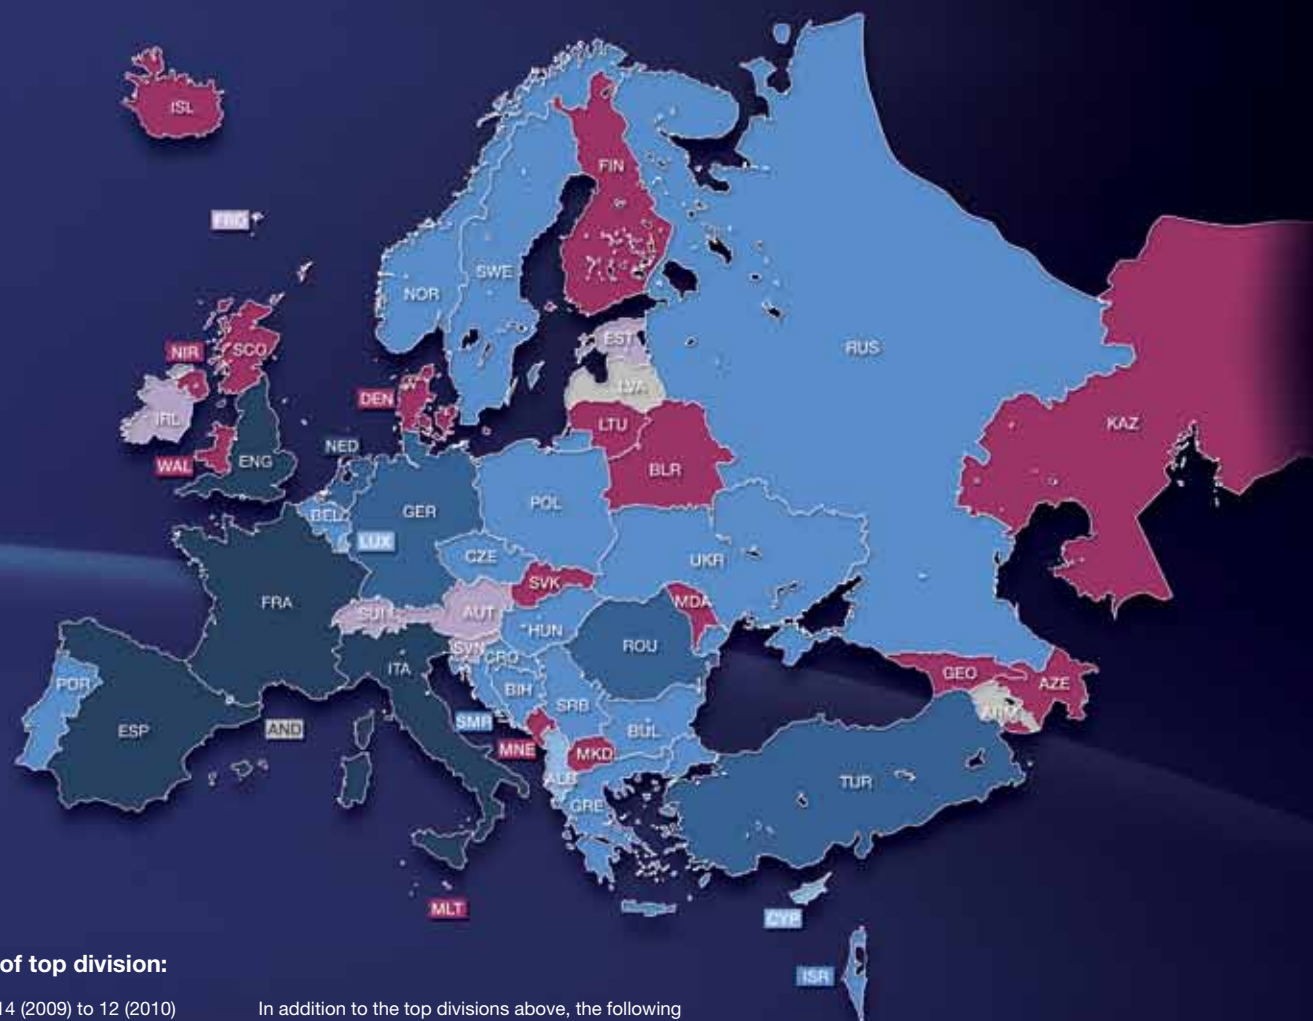 ISL
FIN
FRO
SWE
NOR
RUS
EST
NIR
SCO
LVA
DEN
IRL
LTU
KAZ
NED
WAL
ENG
BLR
POL
GER
BEL
LUX
CZE
UKR
SVK
FRA
SUI
AUT
MDA
HUN
SVN
ROU
CRO
ITA
GEO
POR
BIH
AZE
SRB
ARM
ESP
AND
SMR
BUL
MNE
MKD
ALB
TUR
GRE
MLT
CYP
of top division:
ISR
14 (2009) to 12 (2010)
In addition to the top divisions above, the following